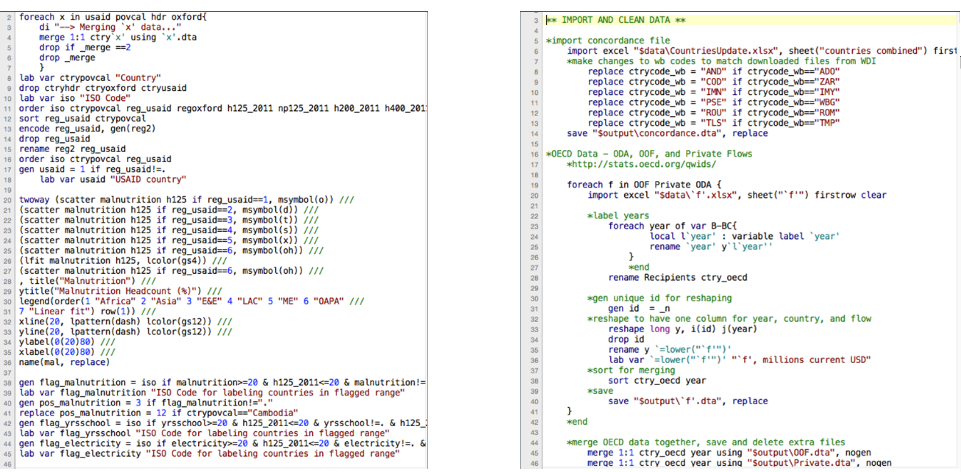 2 foreach x in usaid povcal hdr oxford{
3 di "--> Merging `x' data..."
4 merge 1:1 ctry`x' using `x'.dta
5 drop if _merge ==2
6 drop _merge
7 }
8 lab var ctrypovcal "Country"
9 drop ctryhdr ctryoxford ctryusaid
10 lab var iso "ISO Code"
11 order iso ctrypovcal reg_usaid regoxford h125_2011 np125_2011 h200_2011 h400_201
12 sort reg_usaid ctrypovcal
13 encode reg_usaid, gen(reg2)
14 drop reg_usaid
15 rename reg2 reg_usaid
16 order iso ctrypovcal reg_usaid
17 gen usaid = 1 if reg_usaid!=.
18 lab var usaid "USAID country"
19
20 twoway (scatter malnutrition h125 if reg_usaid==1, msymbol(o)) ///
21 (scatter malnutrition h125 if reg_usaid==2, msymbol(d)) ///
22 (scatter malnutrition h125 if reg_usaid==3, msymbol(t)) ///
23 (scatter malnutrition h125 if reg_usaid==4, msymbol(s)) ///
24 (scatter malnutrition h125 if reg_usaid==5, msymbol(x)) ///
25 (scatter malnutrition h125 if reg_usaid==6, msymbol(oh)) ///
26 (lfit malnutrition h125, lcolor(gs4)) ///
27 (scatter malnutrition h125 if reg_usaid==6, msymbol(oh)) ///
28 , title("Malnutrition") ///
29 ytitle("Malnutrition Headcount (%)") ///
30 legend(order(1 "Africa" 2 "Asia" 3 "E&E" 4 "LAC" 5 "ME" 6 "OAPA" ///
31 7 "Linear fit") row(1)) ///
32 xline(20, lpattern(dash) lcolor(gs12)) ///
33 yline(20, lpattern(dash) lcolor(gs12)) ///
34 ylabel(0(20)80) ///
35 xlabel(0(20)80) ///
36 name(mal, replace)
37
38 gen flag_malnutrition = iso if malnutrition>=20 & h125_2011<=20 & malnutrition!=
39 lab var flag_malnutrition "ISO Code for labeling countries in flagged range"
40 gen pos_malnutrition = 3 if flag_malnutrition!="."
41 replace pos_malnutrition = 12 if ctrypovcal=="Cambodia"
42 gen flag_yrsschool = iso if yrsschool>=20 & h125_2011<=20 & yrsschool!=. & h125_
43 lab var flag_yrsschool "ISO Code for labeling countries in flagged range"
44 gen flag_electricity = iso if electricity>=20 & h125_2011<=20 & electricity!=. &
45 lab var flag_electricity "ISO Code for labeling countries in flagged range"
46
3 ** IMPORT AND CLEAN DATA **
4
5 *import concordance file
6 import excel "$data\CountriesUpdate.xlsx", sheet("countries combined") first
7 *make changes to wb codes to match downloaded files from WDI
8 replace ctrycode_wb = "AND" if ctrycode_wb=="ADO"
9 replace ctrycode_wb = "COD" if ctrycode_wb=="ZAR"
10 replace ctrycode_wb = "IMN" if ctrycode_wb=="IMY"
11 replace ctrycode_wb = "PSE" if ctrycode_wb=="WBG"
12 replace ctrycode_wb = "ROU" if ctrycode_wb=="ROM"
13 replace ctrycode_wb = "TLS" if ctrycode_wb=="TMP"
14 save "$output\concordance.dta", replace
15
16 *OECD Data - ODA, OOF, and Private Flows
17 *http://stats.oecd.org/qwids/
18
19 foreach f in OOF Private ODA {
20 import excel "$data\`f'.xlsx", sheet("`f'") firstrow clear
21
22 *label years
23 foreach year of var B-BC{
24 local l`year' : variable label `year'
25 rename `year' y`l`year''
26 }
27 *end
28 rename Recipients ctry_oecd
29
30 *gen unique id for reshaping
31 gen id = _n
32 *reshape to have one column for year, country, and flow
33 reshape long y, i(id) j(year)
34 drop id
35 rename y `=lower("`f'")'
36 lab var `=lower("`f'")' "`f', millions current USD"
37 *sort for merging
38 sort ctry_oecd year
39 *save
40 save "$output\`f'.dta", replace
41 }
42 *end
43
44 *merge OECD data together, save and delete extra files
45 merge 1:1 ctry_oecd year using "$output\OOF.dta", nogen
46 merge 1:1 ctry_oecd year using "$output\Private.dta", nogen